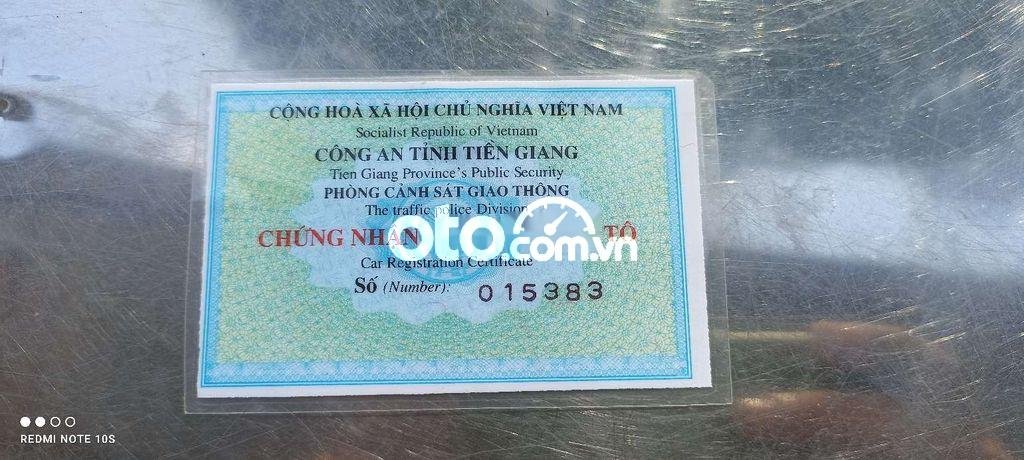 CỘNG HOÀ XÃ HỘI CHỦ NGHĨA VIỆT NAM
Socialist Republic of Vietnam
CÔNG AN TỈNH TIỀN GIANG
Tien Giang Province's Public Security
PHÒNG CẢNH SÁT GIAO THÔNG
The traffic police Division
CHỨNG NHẬN TÔ
oto.com.vn
Car Registration Certificate
Số (Number): 015383
REDMI NOTE 10S